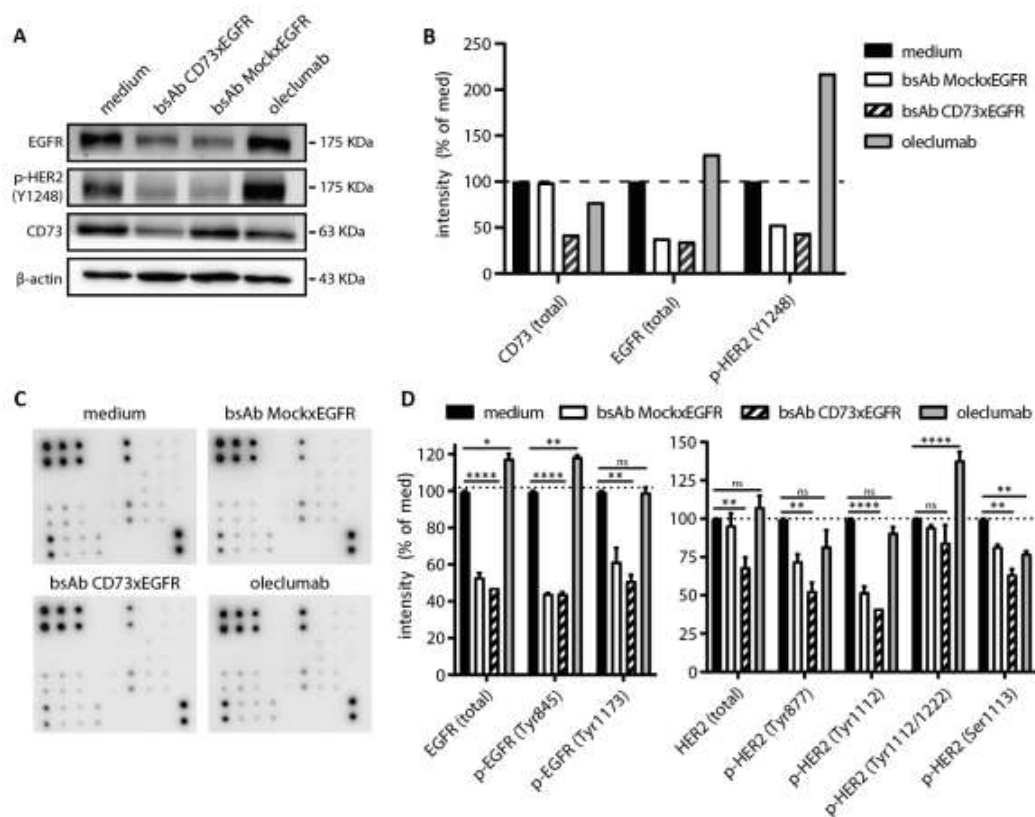 A
medium
bsAb CD73xEGFR
bsAb MockxEGFR
oleclumab
EGFR
- 175 KDa
p-HER2
(Y1248)
- 175 KDa
CD73
- 63 KDa
β-actin
- 43 KDa
B
intensity (% of med)
250
200
150
100
50
0
CD73 (total)
EGFR (total)
p-HER2 (Y1248)
medium
bsAb MockxEGFR
bsAb CD73xEGFR
oleclumab
C
medium
bsAb MockxEGFR
bsAb CD73xEGFR
oleclumab
D
medium
bsAb MockxEGFR
bsAb CD73xEGFR
oleclumab
intensity (% of med)
120
100
80
60
40
20
0
*
****
**
****
ns
**
EGFR (total)
p-EGFR (Tyr845)
p-EGFR (Tyr1173)
150
125
100
75
50
25
0
ns
**
ns
**
ns
****
****
ns
**
**
HER2 (total)
p-HER2 (Tyr877)
p-HER2 (Tyr1112)
p-HER2 (Tyr1112/1222)
p-HER2 (Ser1113)